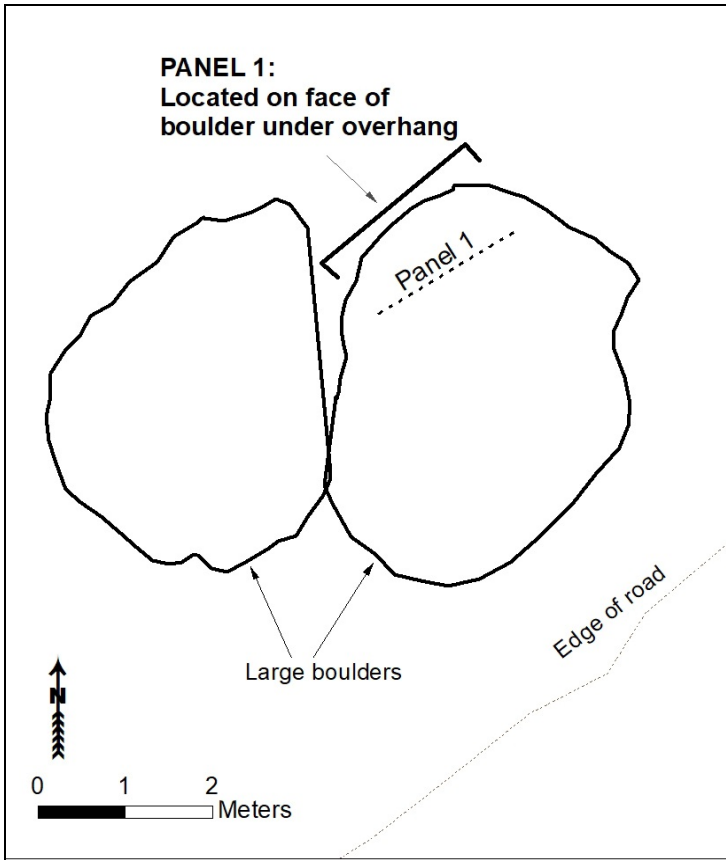 PANEL 1:
Located on face of
boulder under overhang
Panel 1
Edge of road
Large boulders
N
0 1 2
Meters